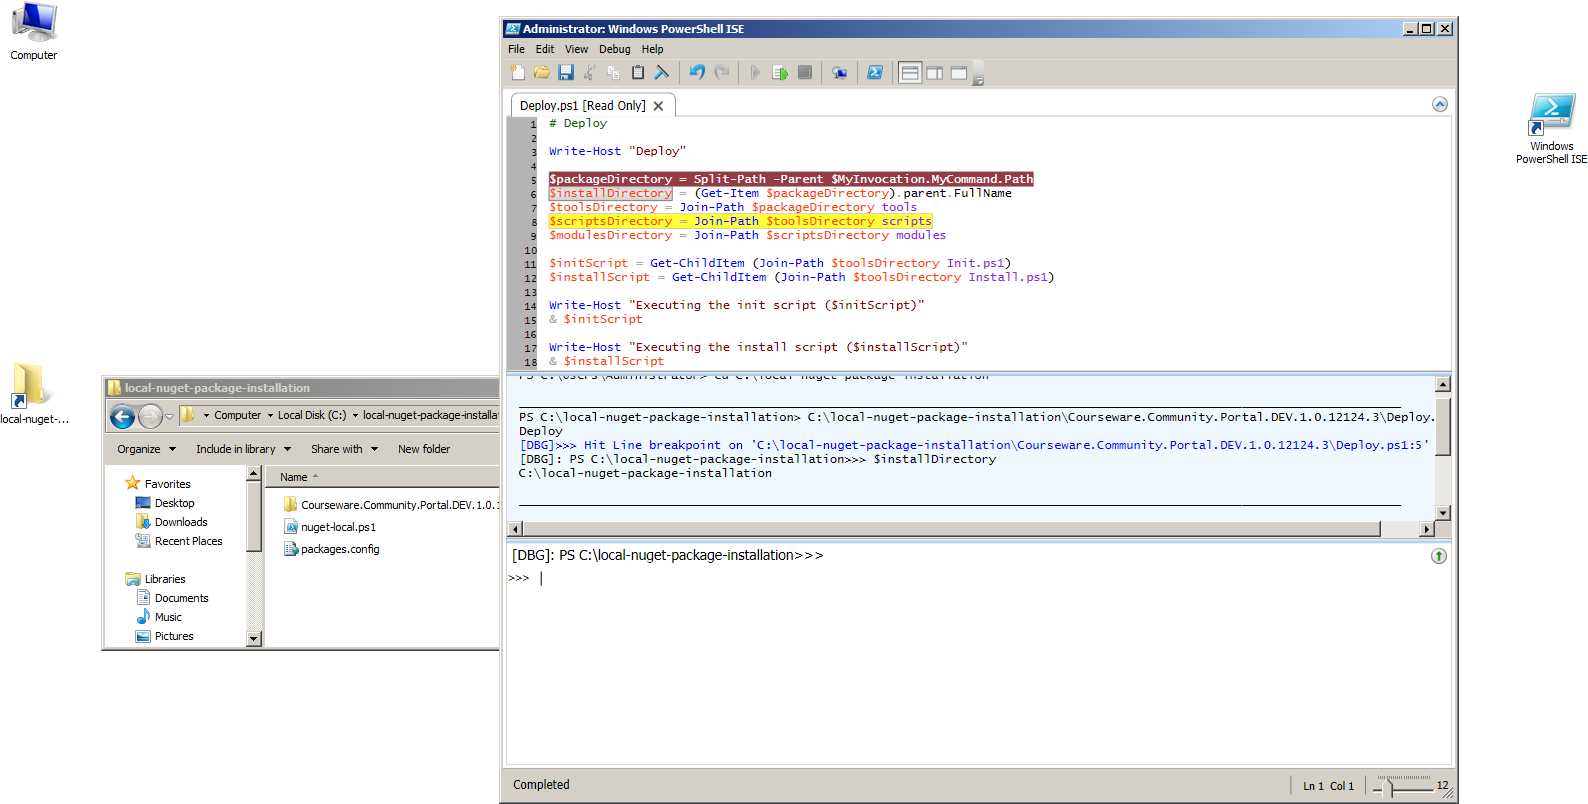 Computer
local-nuget-...
Windows
PowerShell ISE
local-nuget-package-installation
Computer Local Disk (C:) local-nuget-package-installat
Organize Include in library Share with New folder
Favorites
Desktop
Downloads
Recent Places
Libraries
Documents
Music
Pictures
Name
Courseware.Community.Portal.DEV.1.0.1
nuget-local.ps1
packages.config
Administrator: Windows PowerShell ISE
File Edit View Debug Help
Deploy.ps1 [Read Only]
1 # Deploy
2
3 Write-Host "Deploy"
4
5 $packageDirectory = Split-Path -Parent $MyInvocation.MyCommand.Path
6 $installDirectory = (Get-Item $packageDirectory).parent.FullName
7 $toolsDirectory = Join-Path $packageDirectory tools
8 $scriptsDirectory = Join-Path $toolsDirectory scripts
9 $modulesDirectory = Join-Path $scriptsDirectory modules
10
11 $initScript = Get-ChildItem (Join-Path $toolsDirectory Init.ps1)
12 $installScript = Get-ChildItem (Join-Path $toolsDirectory Install.ps1)
13
14 Write-Host "Executing the init script ($initScript)"
15 & $initScript
16
17 Write-Host "Executing the install script ($installScript)"
18 & $installScript
PS C:\Users\Administrator> cd C:\local-nuget-package-installation
PS C:\local-nuget-package-installation> C:\local-nuget-package-installation\Courseware.Community.Portal.DEV.1.0.12124.3\Deploy.
Deploy
[DBG]>>> Hit Line breakpoint on 'C:\local-nuget-package-installation\Courseware.Community.Portal.DEV.1.0.12124.3\Deploy.ps1:5'
[DBG]: PS C:\local-nuget-package-installation>>> $installDirectory
C:\local-nuget-package-installation
[DBG]: PS C:\local-nuget-package-installation>>>
>>>
Completed
Ln 1 Col 1
12